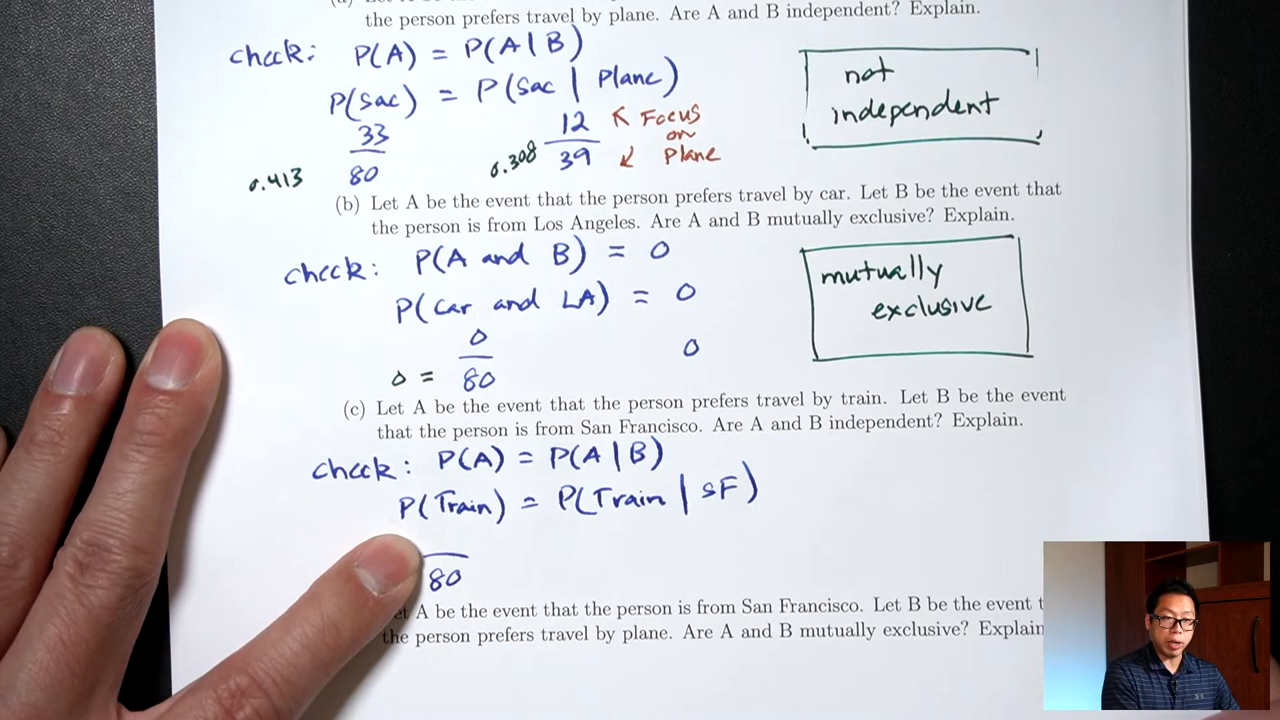 the person prefers travel by plane. Are A and B independent? Explain.
check: P(A) = P(A | B)
P(Sac) = P(Sac | Plane)
33
80
0.413
12
39
0.308
↖ Focus
on
↙ Plane
not
independent
(b) Let A be the event that the person prefers travel by car. Let B be the event that
the person is from Los Angeles. Are A and B mutually exclusive? Explain.
check: P(A and B) = 0
P(Car and LA) = 0
0
80
0 =
0
mutually
exclusive
(c) Let A be the event that the person prefers travel by train. Let B be the event
that the person is from San Francisco. Are A and B independent? Explain.
check: P(A) = P(A | B)
P(Train) = P(Train | SF)
80
A be the event that the person is from San Francisco. Let B be the event t
the person prefers travel by plane. Are A and B mutually exclusive? Explain